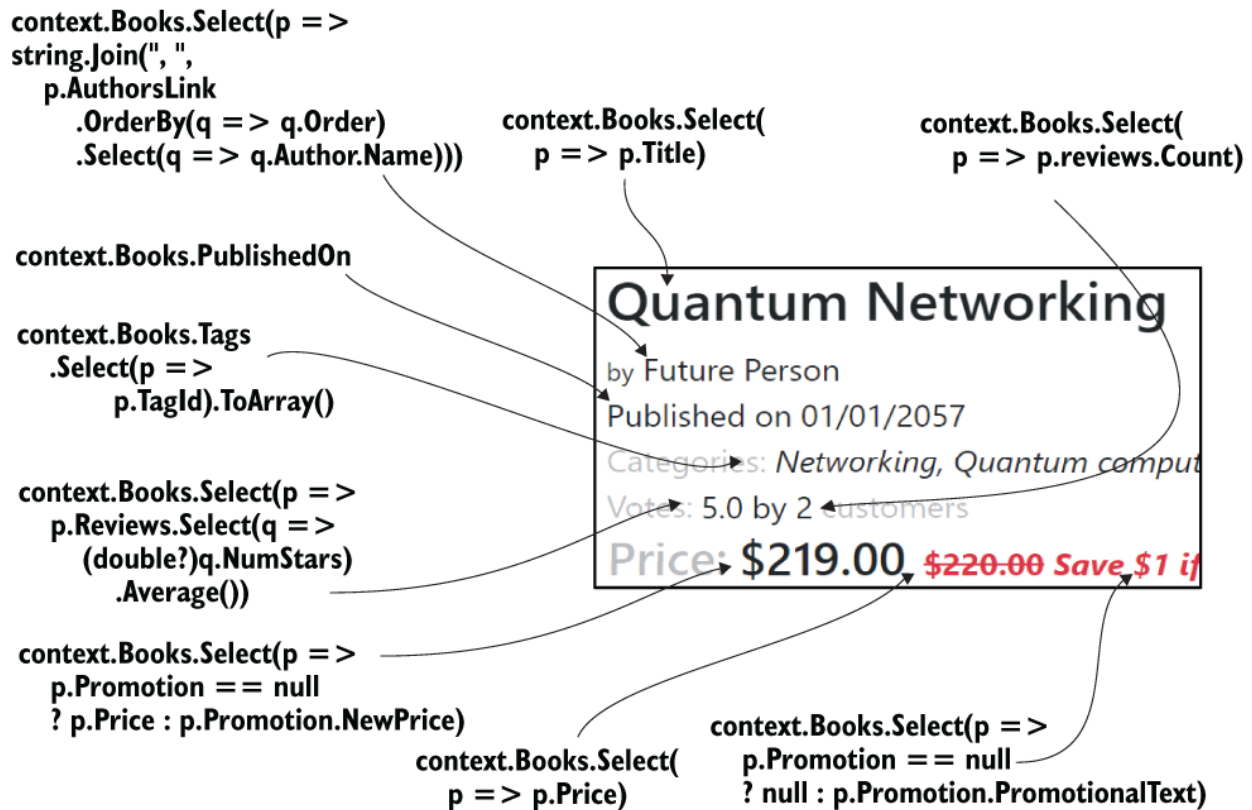 context.Books.Select(p =>
string.Join(", ",
p.AuthorsLink
.OrderBy(q => q.Order)
.Select(q => q.Author.Name)))
context.Books.Select(
p => p.Title)
context.Books.Select(
p => p.reviews.Count)
context.Books.PublishedOn
context.Books.Tags
.Select(p =>
p.TagId).ToArray()
context.Books.Select(p =>
p.Reviews.Select(q =>
(double?)q.NumStars)
.Average())
context.Books.Select(p =>
p.Promotion == null
? p.Price : p.Promotion.NewPrice)
Quantum Networking
by Future Person
Published on 01/01/2057
Categories: Networking, Quantum comput
Votes: 5.0 by 2 customers
Price: $219.00 $220.00 Save $1 if
context.Books.Select(
p => p.Price)
context.Books.Select(p =>
p.Promotion == null
? null : p.Promotion.PromotionalText)